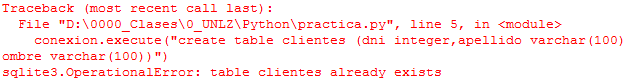 Traceback (most recent call last):
  File "D:\0000_Clases\0_UNLZ\Python\practica.py", line 5, in <module>
    conexion.execute("create table clientes (dni integer,apellido varchar(100)
ombre varchar(100))")
sqlite3.OperationalError: table clientes already exists